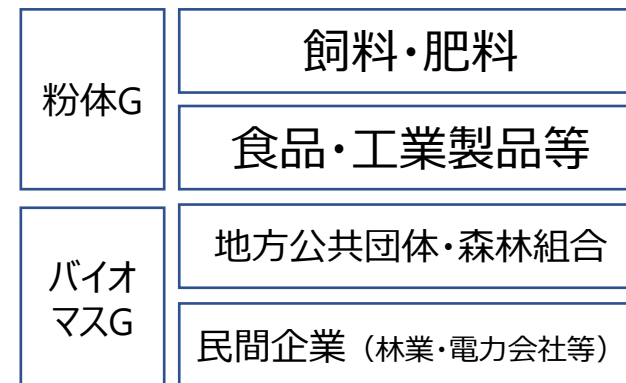 粉体G
飼料・肥料
食品・工業製品等
バイオ
マスG
地方公共団体・森林組合
民間企業（林業・電力会社等）